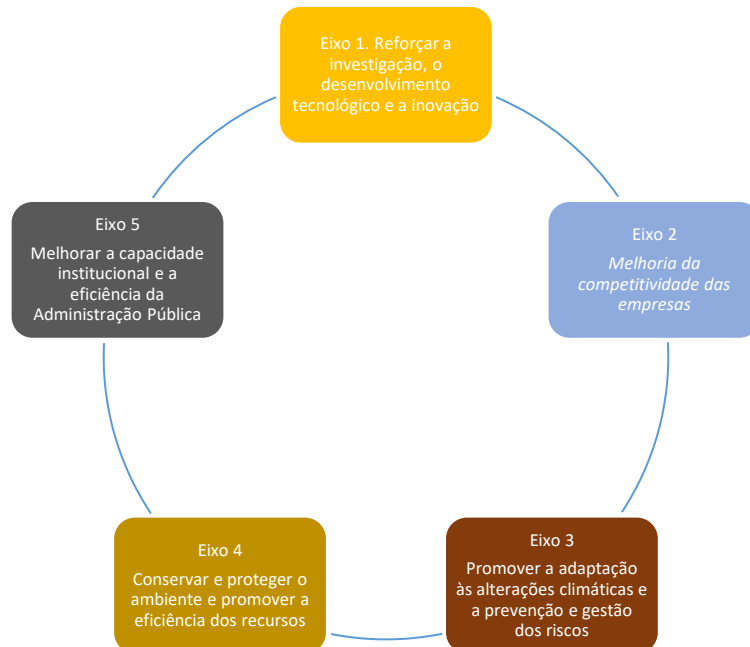 Eixo 1. Reforçar a
investigação, o
desenvolvimento
tecnológico e a inovação
Eixo 2
Melhoria da
competitividade das
empresas
Eixo 3
Promover a adaptação
às alterações climáticas e
a prevenção e gestão
dos riscos
Eixo 4
Conservar e proteger o
ambiente e promover a
eficiência dos recursos
Eixo 5
Melhorar a capacidade
institucional e a
eficiência da
Administração Pública